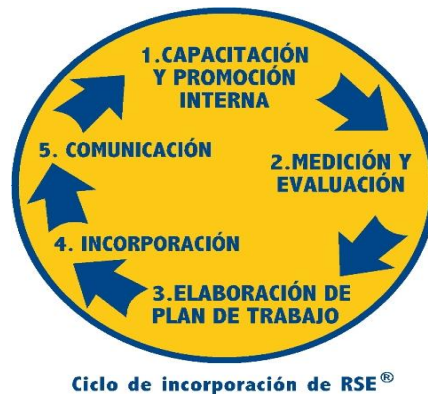 1.CAPACITACIÓN
Y PROMOCIÓN
INTERNA
2.MEDICIÓN Y
EVALUACIÓN
3.ELABORACIÓN DE
PLAN DE TRABAJO
4. INCORPORACIÓN
5. COMUNICACIÓN
Ciclo de incorporación de RSE®